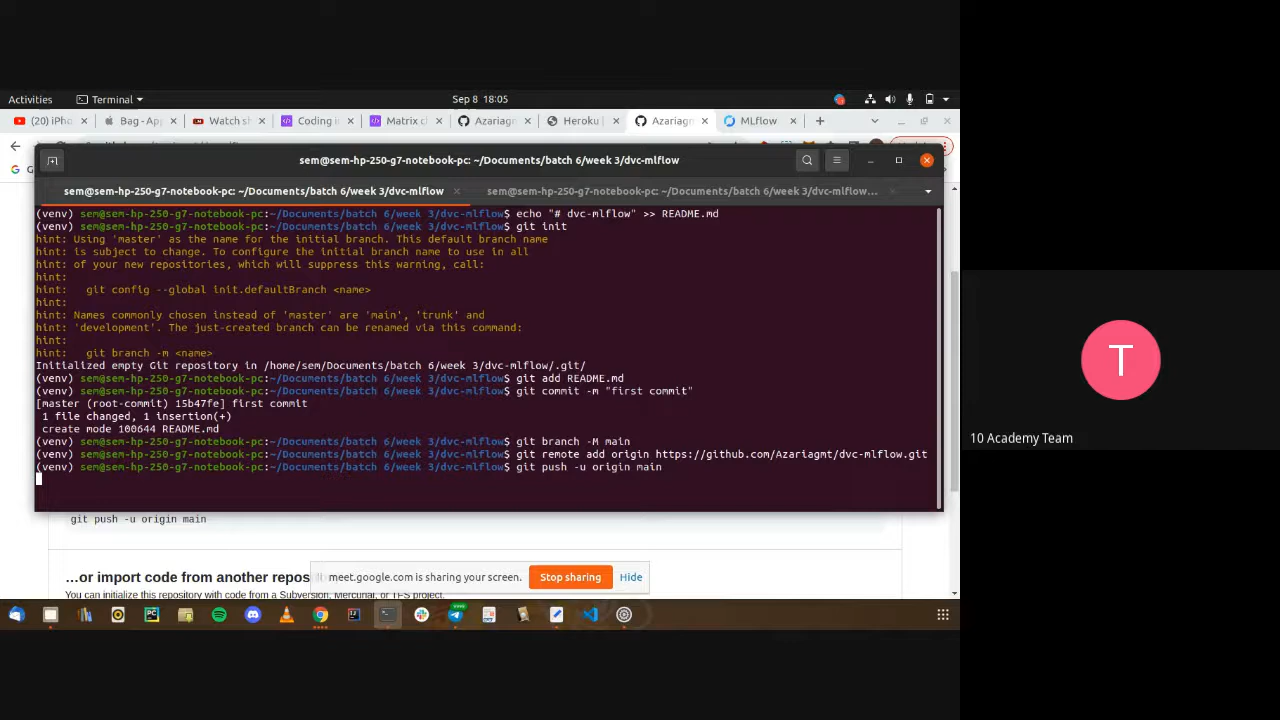 Activities
Terminal
Sep 8 18:05
(20) iPho
Bag - App
Watch sh
Coding in
Matrix c
Azariagm
Heroku |
Azariagm
MLflow
sem@sem-hp-250-g7-notebook-pc: ~/Documents/batch 6/week 3/dvc-mlflow
sem@sem-hp-250-g7-notebook-pc: ~/Documents/batch 6/week 3/dvc-mlflow
sem@sem-hp-250-g7-notebook-pc: ~/Documents/batch 6/week 3/dvc-mlflow...
(venv) sem@sem-hp-250-g7-notebook-pc:~/Documents/batch 6/week 3/dvc-mlflow$ echo "# dvc-mlflow" >> README.md
(venv) sem@sem-hp-250-g7-notebook-pc:~/Documents/batch 6/week 3/dvc-mlflow$ git init
hint: Using 'master' as the name for the initial branch. This default branch name
hint: is subject to change. To configure the initial branch name to use in all
hint: of your new repositories, which will suppress this warning, call:
hint:
hint:   git config --global init.defaultBranch <name>
hint:
hint: Names commonly chosen instead of 'master' are 'main', 'trunk' and
hint: 'development'. The just-created branch can be renamed via this command:
hint:
hint:   git branch -m <name>
Initialized empty Git repository in /home/sem/Documents/batch 6/week 3/dvc-mlflow/.git/
(venv) sem@sem-hp-250-g7-notebook-pc:~/Documents/batch 6/week 3/dvc-mlflow$ git add README.md
(venv) sem@sem-hp-250-g7-notebook-pc:~/Documents/batch 6/week 3/dvc-mlflow$ git commit -m "first commit"
[master (root-commit) 15b47fe] first commit
1 file changed, 1 insertion(+)
create mode 100644 README.md
(venv) sem@sem-hp-250-g7-notebook-pc:~/Documents/batch 6/week 3/dvc-mlflow$ git branch -M main
(venv) sem@sem-hp-250-g7-notebook-pc:~/Documents/batch 6/week 3/dvc-mlflow$ git remote add origin https://github.com/Azariagmt/dvc-mlflow.git
(venv) sem@sem-hp-250-g7-notebook-pc:~/Documents/batch 6/week 3/dvc-mlflow$ git push -u origin main
git push -u origin main
...or import code from another repos
You can initialize this repository with code from a Subversion, Mercurial, or TFS project.
meet.google.com is sharing your screen.
Stop sharing
Hide
T
10 Academy Team